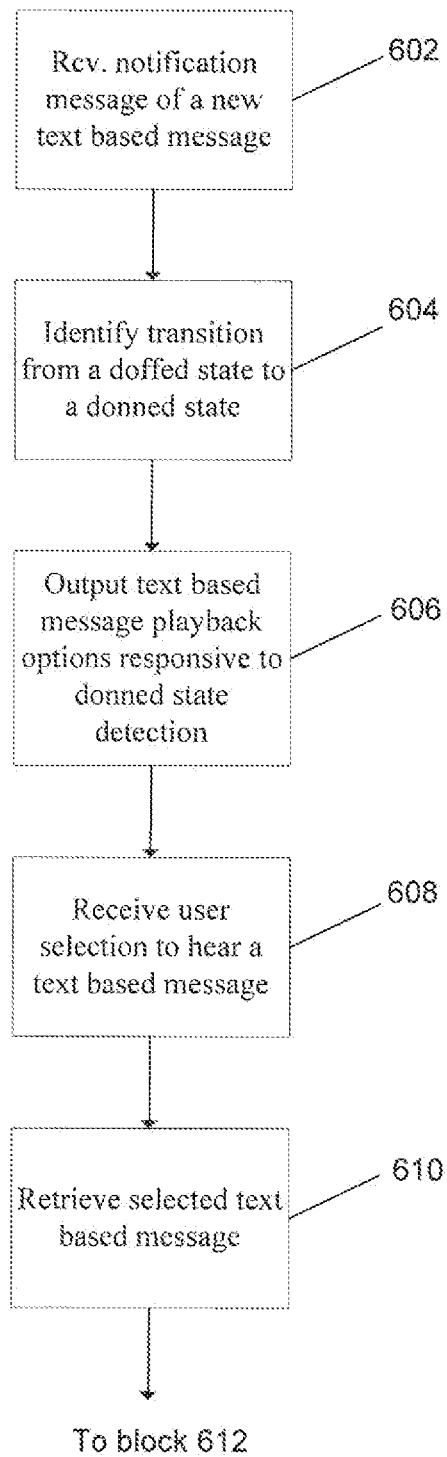 Rcv. notification
message of a new
text based message
602
Identify transition
from a doffed state to
a donned state
604
Output text based
message playback
options responsive to
donned state
detection
606
Receive user
selection to hear a
text based message
608
Retrieve selected text
based message
610
To block 612